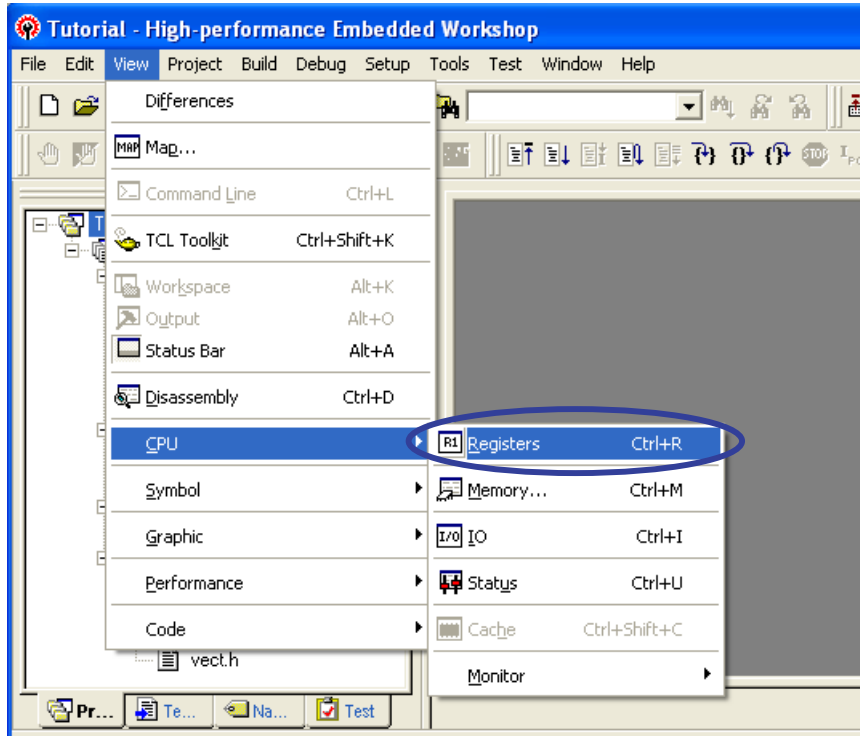 Tutorial - High-performance Embedded Workshop
File Edit View Project Build Debug Setup Tools Test Window Help
Differences
MAP Map...
Command Line Ctrl+L
TCL Toolkit Ctrl+Shift+K
Workspace Alt+K
Output Alt+O
Status Bar Alt+A
Disassembly Ctrl+D
CPU
Symbol
Graphic
Performance
Code
R1 Registers Ctrl+R
Memory... Ctrl+M
I/O IO Ctrl+I
Status Ctrl+U
Cache Ctrl+Shift+C
Monitor
STOP
T
vect.h
Pr... Te... Na... Test